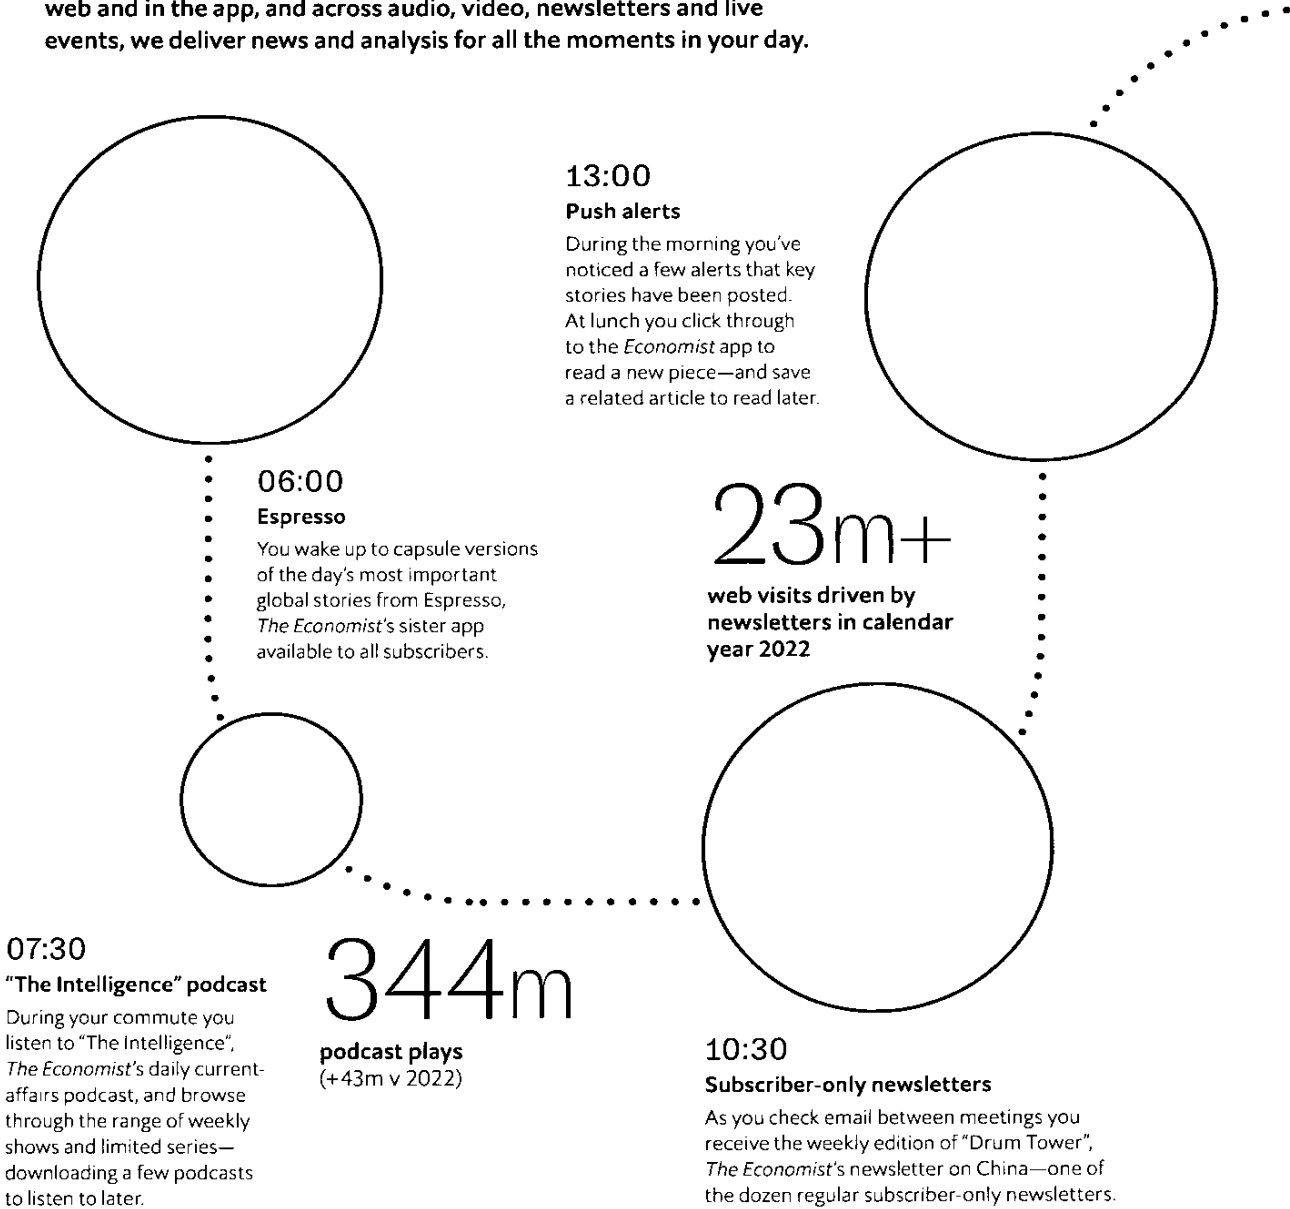 web and in the app, and across audio, video, newsletters and live
events, we deliver news and analysis for all the moments in your day.
13:00
Push alerts
During the morning you've
noticed a few alerts that key
stories have been posted.
At lunch you click through
to the Economist app to
read a new piece—and save
a related article to read later.
06:00
Espresso
You wake up to capsule versions
of the day's most important
global stories from Espresso,
The Economist's sister app
available to all subscribers.
23m+
web visits driven by
newsletters in calendar
year 2022
07:30
"The Intelligence" podcast
During your commute you
listen to "The Intelligence",
The Economist's daily current-
affairs podcast, and browse
through the range of weekly
shows and limited series—
downloading a few podcasts
to listen to later.
344m
podcast plays
(+43m v 2022)
10:30
Subscriber-only newsletters
As you check email between meetings you
receive the weekly edition of "Drum Tower",
The Economist's newsletter on China—one of
the dozen regular subscriber-only newsletters.